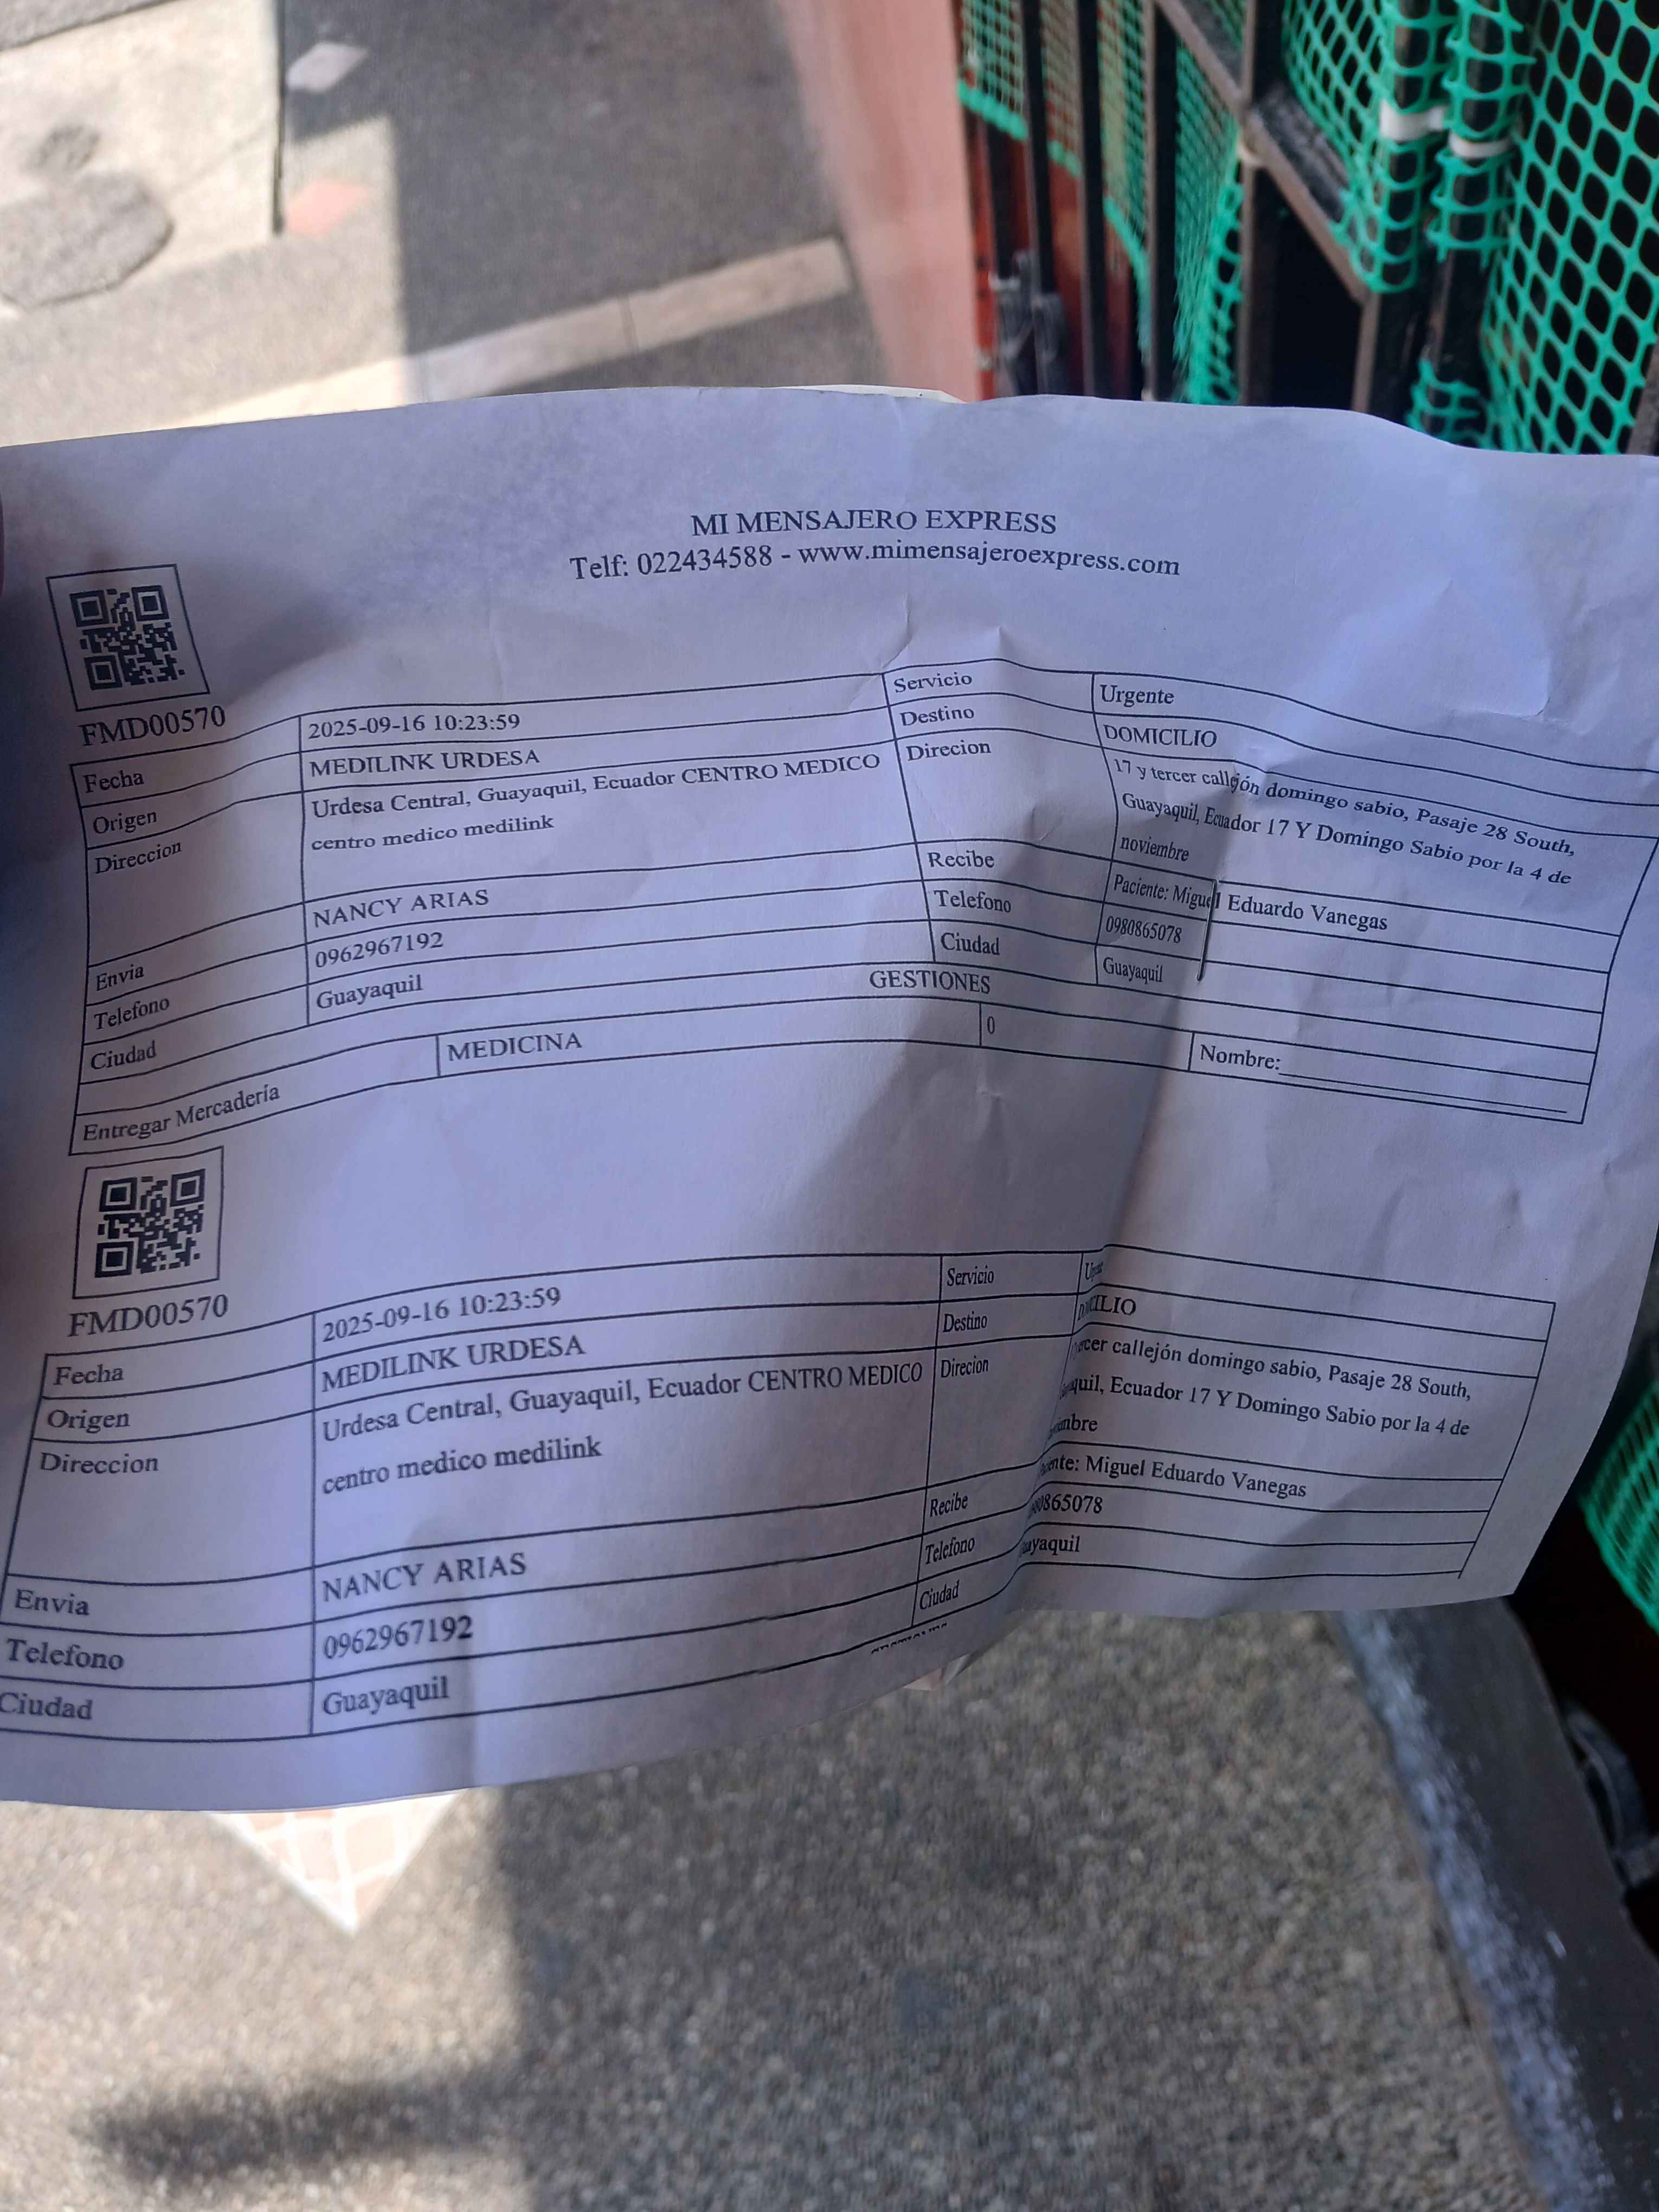 MI MENSAJERO EXPRESS
Telf: 022434588 - www.mimensajeroexpress.com
FMD00570
Fecha 2025-09-16 10:23:59 Servicio Urgente
Origen MEDILINK URDESA Destino DOMICILIO
Direccion Urdesa Central, Guayaquil, Ecuador CENTRO MEDICO Direcion 17 y tercer callejón domingo sabio, Pasaje 28 South,
centro medico medilink Guayaquil, Ecuador 17 Y Domingo Sabio por la 4 de
noviembre
Envia NANCY ARIAS Recibe Paciente: Miguel Eduardo Vanegas
Telefono 0962967192 Telefono 0980865078
Ciudad Guayaquil Ciudad Guayaquil
GESTIONES
Entregar Mercadería MEDICINA 0 Nombre:
FMD00570
Fecha 2025-09-16 10:23:59 Servicio
Origen MEDILINK URDESA Destino
Direccion Urdesa Central, Guayaquil, Ecuador CENTRO MEDICO Direcion callejón domingo sabio, Pasaje 28 South,
centro medico medilink Ecuador 17 Y Domingo Sabio por la 4 de
Envia NANCY ARIAS Recibe Miguel Eduardo Vanegas
Telefono 0962967192 Telefono
Ciudad Guayaquil Ciudad